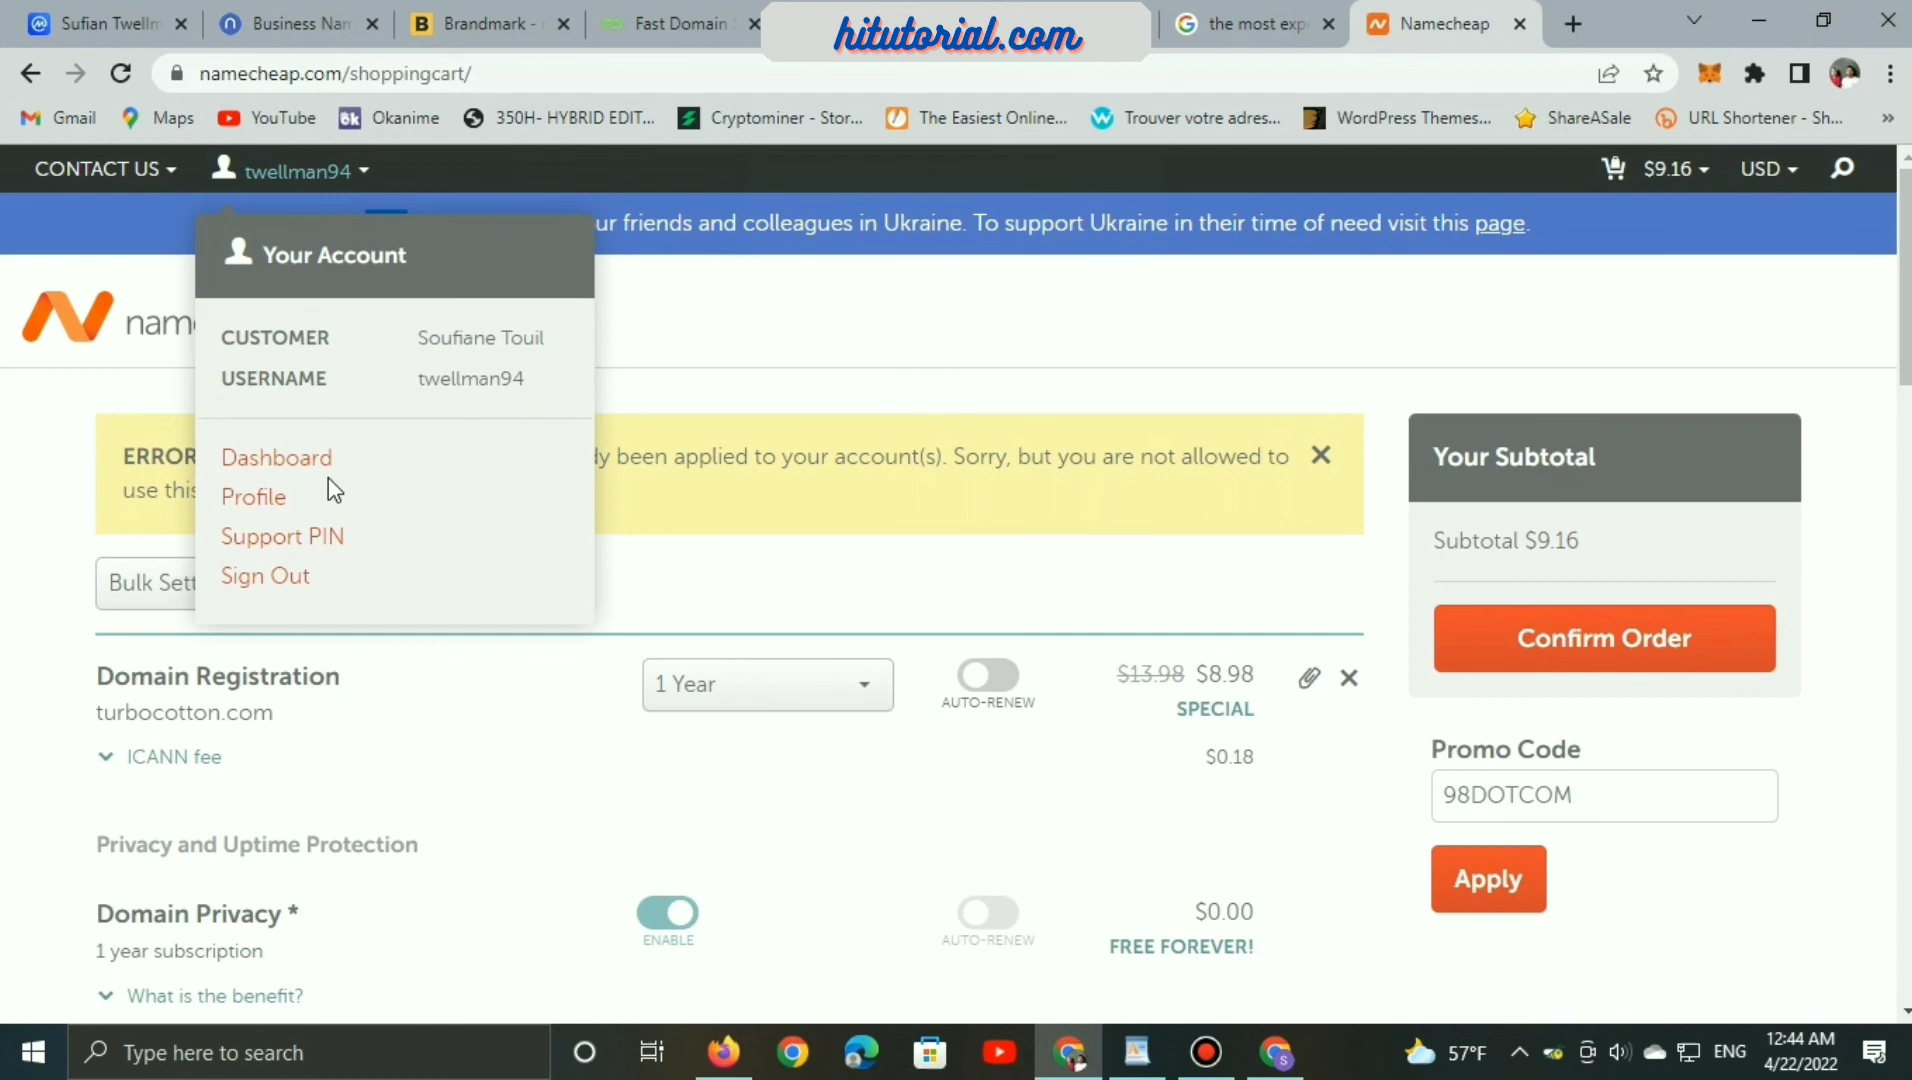 Sufian Twellm
Business Nam
Brandmark -
Fast Domain
hitutorial.com
the most exp
Namecheap
namecheap.com/shoppingcart/
Gmail
Maps
YouTube
Okanime
350H- HYBRID EDIT...
Cryptominer - Stor...
The Easiest Online...
Trouver votre adres...
WordPress Themes...
ShareASale
URL Shortener - Sh...
CONTACT US
twellman94
$9.16
USD
ur friends and colleagues in Ukraine. To support Ukraine in their time of need visit this page.
Your Account
name
CUSTOMER Soufiane Touil
USERNAME twellman94
Dashboard
Profile
Support PIN
Sign Out
ERROR dy been applied to your account(s). Sorry, but you are not allowed to
use this
Bulk Sett
Your Subtotal
Subtotal $9.16
Confirm Order
Domain Registration
turbocotton.com
1 Year
AUTO-RENEW
$13.98 $8.98
SPECIAL
ICANN fee
$0.18
Promo Code
98DOTCOM
Apply
Privacy and Uptime Protection
Domain Privacy *
1 year subscription
ENABLE
AUTO-RENEW
$0.00
FREE FOREVER!
What is the benefit?
Type here to search
57°F
ENG
12:44 AM
4/22/2022